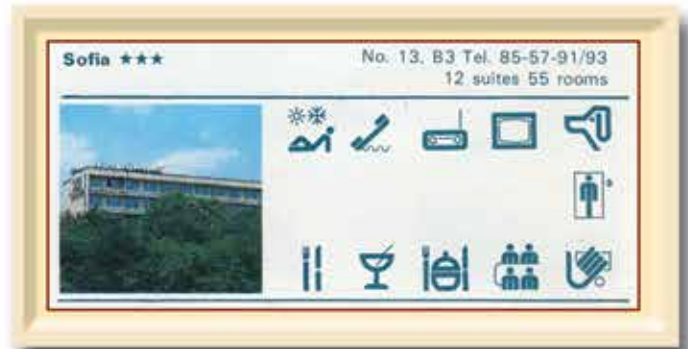 Sofia ★★★
No. 13, B3 Tel. 85-57-91/93
12 suites 55 rooms